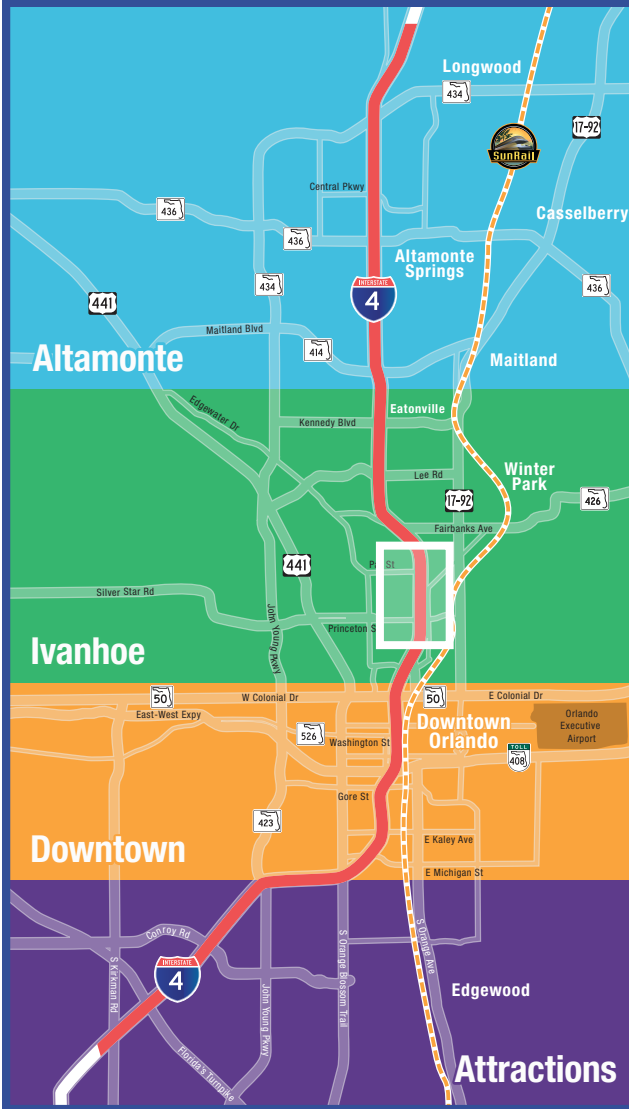 Longwood
434
17-92
SunRail
Central Pkwy
436
Casselberry
436
Altamonte
Springs
434
436
INTERSTATE
4
441
Maitland Blvd
414
Altamonte
Maitland
Edgewater Dr
Eatonville
Kennedy Blvd
Lee Rd
Winter
Park
17-92
426
Fairbanks Ave
441
Silver Star Rd
John Young Pkwy
Princeton S
Ivanhoe
50
W Colonial Dr
50
E Colonial Dr
East-West Expy
526
Washington St
Downtown
Orlando
Orlando
Executive
Airport
TOLL
408
Gore St
423
E Kaley Ave
Downtown
E Michigan St
Conroy Rd
S Orange Ave
S Orange Blossom Trail
INTERSTATE
4
S Kirkman Rd
John Young Pkwy
Edgewood
Florida's Turnpike
Attractions